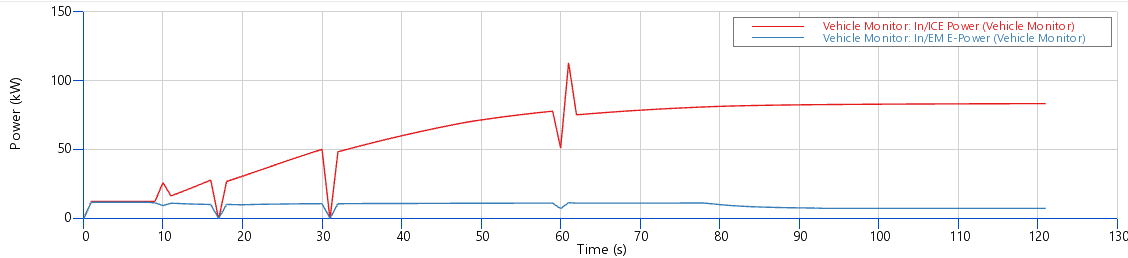 150
Vehicle Monitor: In/ICE Power (Vehicle Monitor)
Vehicle Monitor: In/EM E-Power (Vehicle Monitor)
100
Power (kW)
50
0
0 10 20 30 40 50 60 70 80 90 100 110 120 130
Time (s)